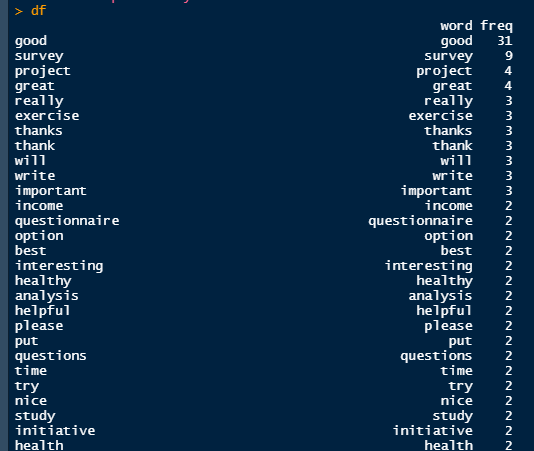 > df
word freq
good good 31
survey survey 9
project project 4
great great 4
really really 3
exercise exercise 3
thanks thanks 3
thank thank 3
will will 3
write write 3
important important 3
income income 2
questionnaire questionnaire 2
option option 2
best best 2
interesting interesting 2
healthy healthy 2
analysis analysis 2
helpful helpful 2
please please 2
put put 2
questions questions 2
time time 2
try try 2
nice nice 2
study study 2
initiative initiative 2
health health 2